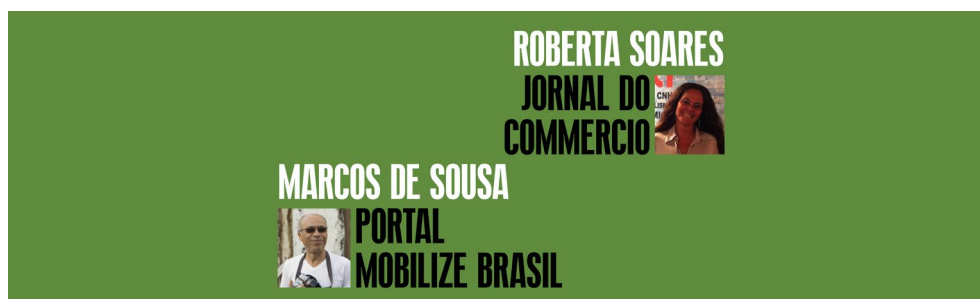 ROBERTA SOARES
JORNAL DO
COMMERCIO
MARCOS DE SOUSA
PORTAL
MOBILIZE BRASIL